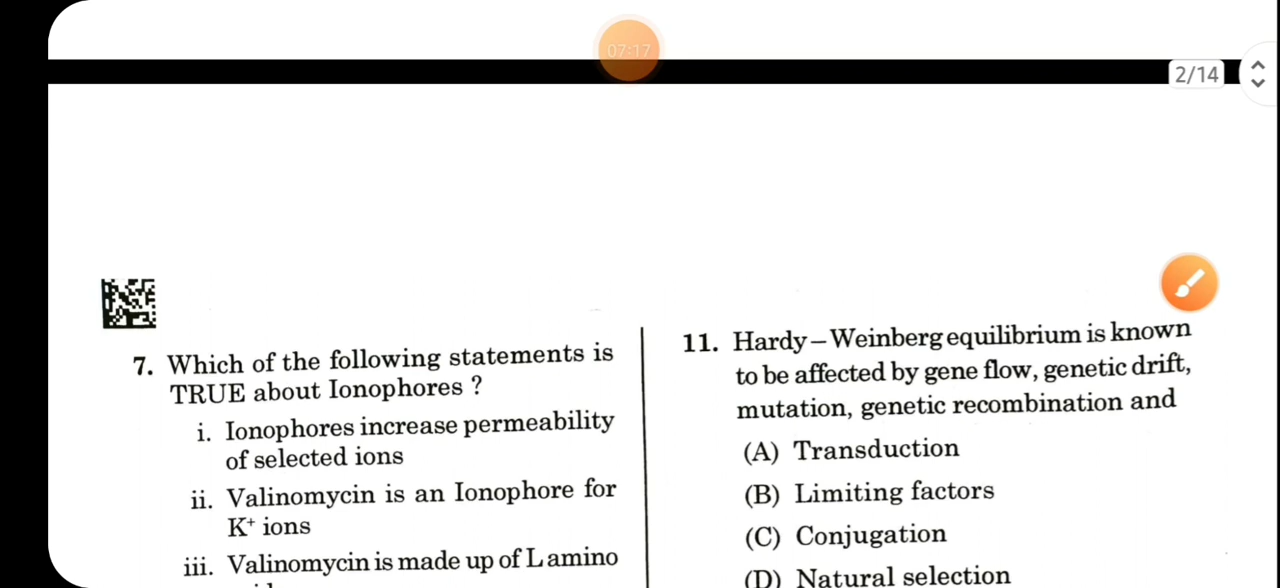 07:17
2/14
7. Which of the following statements is
TRUE about Ionophores ?
i. Ionophores increase permeability
of selected ions
ii. Valinomycin is an Ionophore for
K⁺ ions
iii. Valinomycin is made up of L amino
11. Hardy – Weinberg equilibrium is known
to be affected by gene flow, genetic drift,
mutation, genetic recombination and
(A) Transduction
(B) Limiting factors
(C) Conjugation
(D) Natural selection